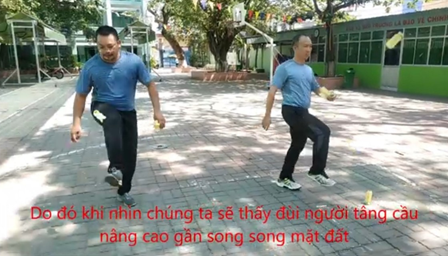 Do đó khi nhìn chúng ta sẽ thấy đùi người tâng cầu
nâng cao gần song song mặt đất